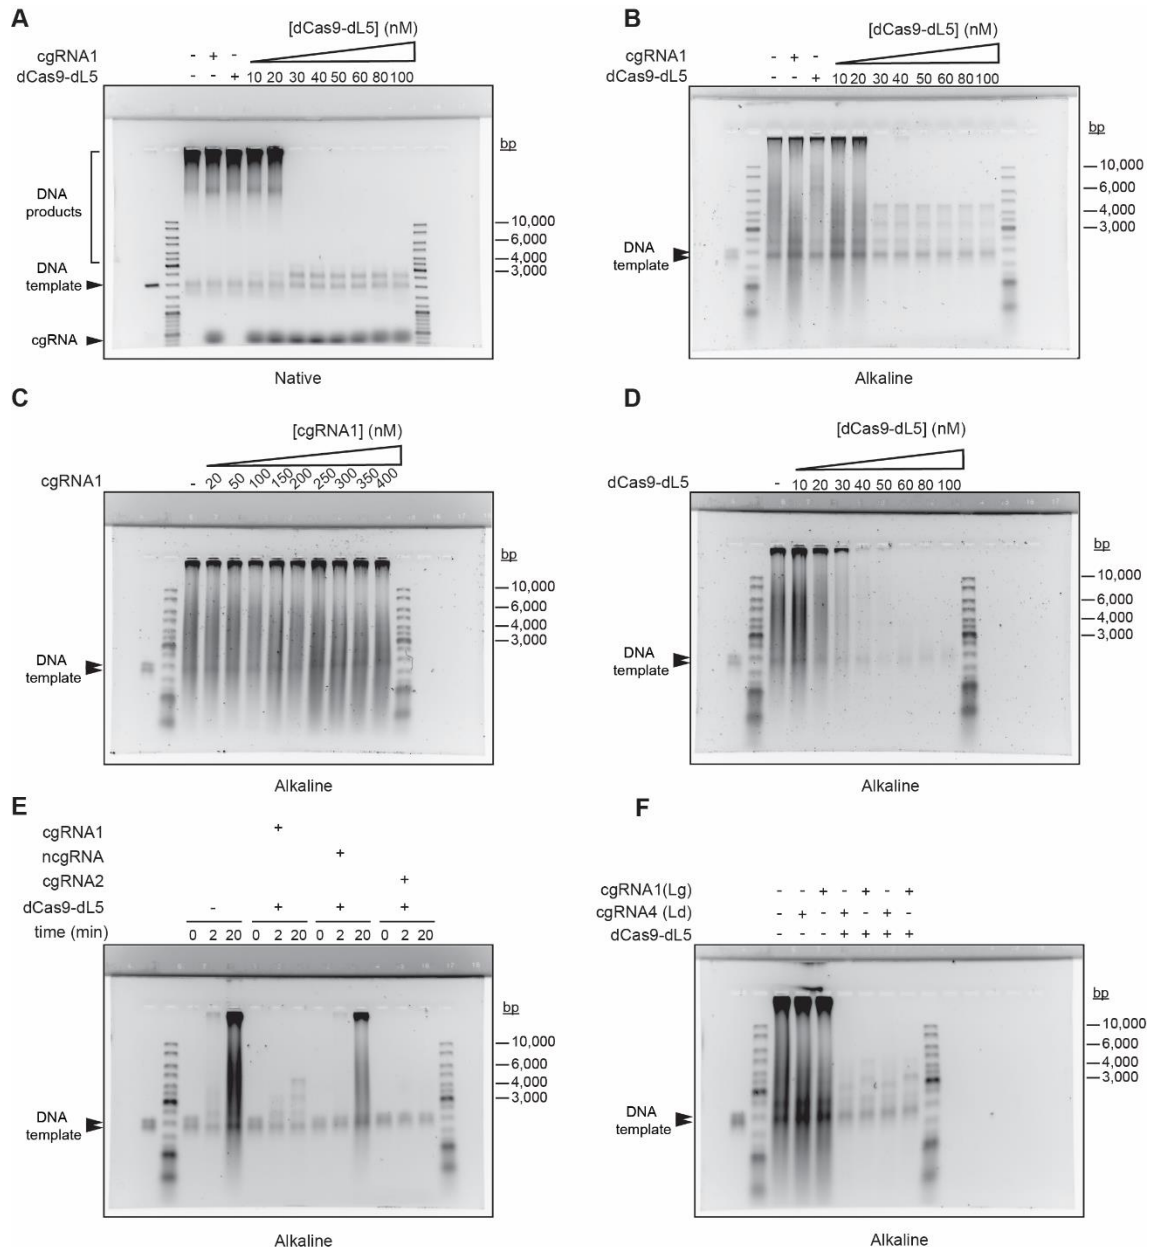 A
[dCas9-dL5] (nM)
cgRNA1 - + -
dCas9-dL5 - - + 10 20 30 40 50 60 80 100
bp
DNA products
10,000
6,000
4,000
3,000
DNA template
cgRNA
Native
B
[dCas9-dL5] (nM)
cgRNA1 - + -
dCas9-dL5 - - + 10 20 30 40 50 60 80 100
bp
10,000
6,000
4,000
3,000
DNA template
Alkaline
C
[cgRNA1] (nM)
cgRNA1 - 20 50 100 150 200 250 300 350 400
bp
10,000
6,000
4,000
3,000
DNA template
Alkaline
D
[dCas9-dL5] (nM)
dCas9-dL5 - 10 20 30 40 50 60 80 100
bp
10,000
6,000
4,000
3,000
DNA template
Alkaline
E
cgRNA1 +
ncgRNA +
cgRNA2 +
dCas9-dL5 - + + +
time (min) 0 2 20 0 2 20 0 2 20 0 2 20
bp
10,000
6,000
4,000
3,000
DNA template
Alkaline
F
cgRNA1(Lg) - - + - + - +
cgRNA4 (Ld) - + - + - + -
dCas9-dL5 - - - + + + +
bp
10,000
6,000
4,000
3,000
DNA template
Alkaline